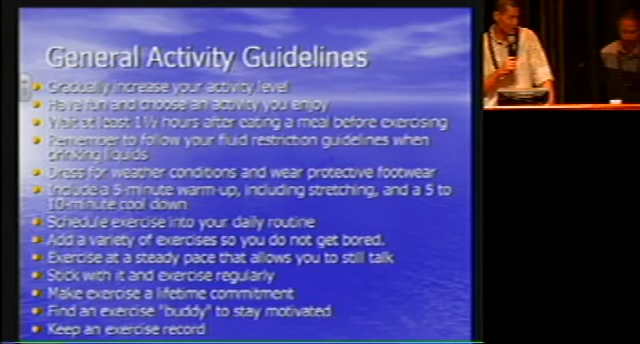 General Activity Guidelines
Gradually increase your activity level
Have fun and choose an activity you enjoy
Wait at least 1½ hours after eating a meal before exercising
Remember to follow your fluid restriction guidelines when
drinking liquids
Dress for weather conditions and wear protective footwear
Include a 5-minute warm-up, including stretching, and a 5 to
10-minute cool down
Schedule exercise into your daily routine
Add a variety of exercises so you do not get bored.
Exercise at a steady pace that allows you to still talk
Stick with it and exercise regularly
Make exercise a lifetime commitment
Find an exercise "buddy" to stay motivated
Keep an exercise record